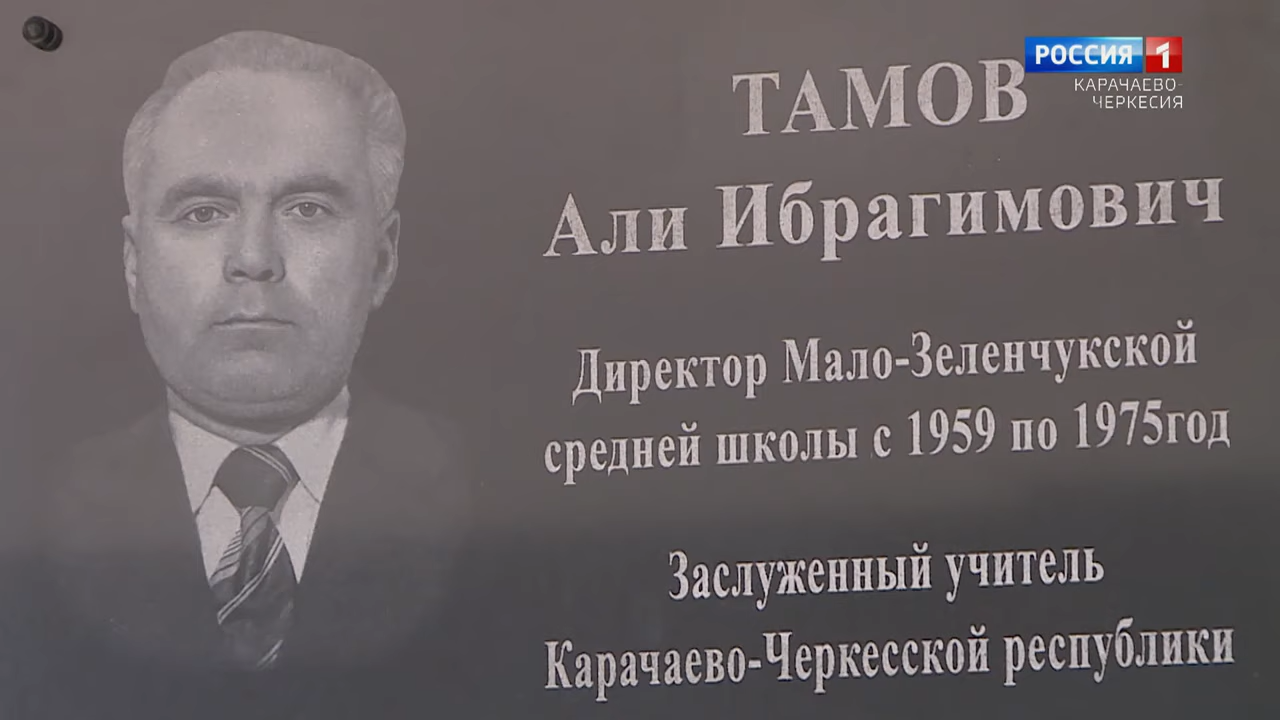 РОССИЯ 1
КАРАЧАЕВО-
ЧЕРКЕСИЯ
ТАМОВ
Али Ибрагимович
Директор Мало-Зеленчукской
средней школы с 1959 по 1975год
Заслуженный учитель
Карачаево-Черкесской республики